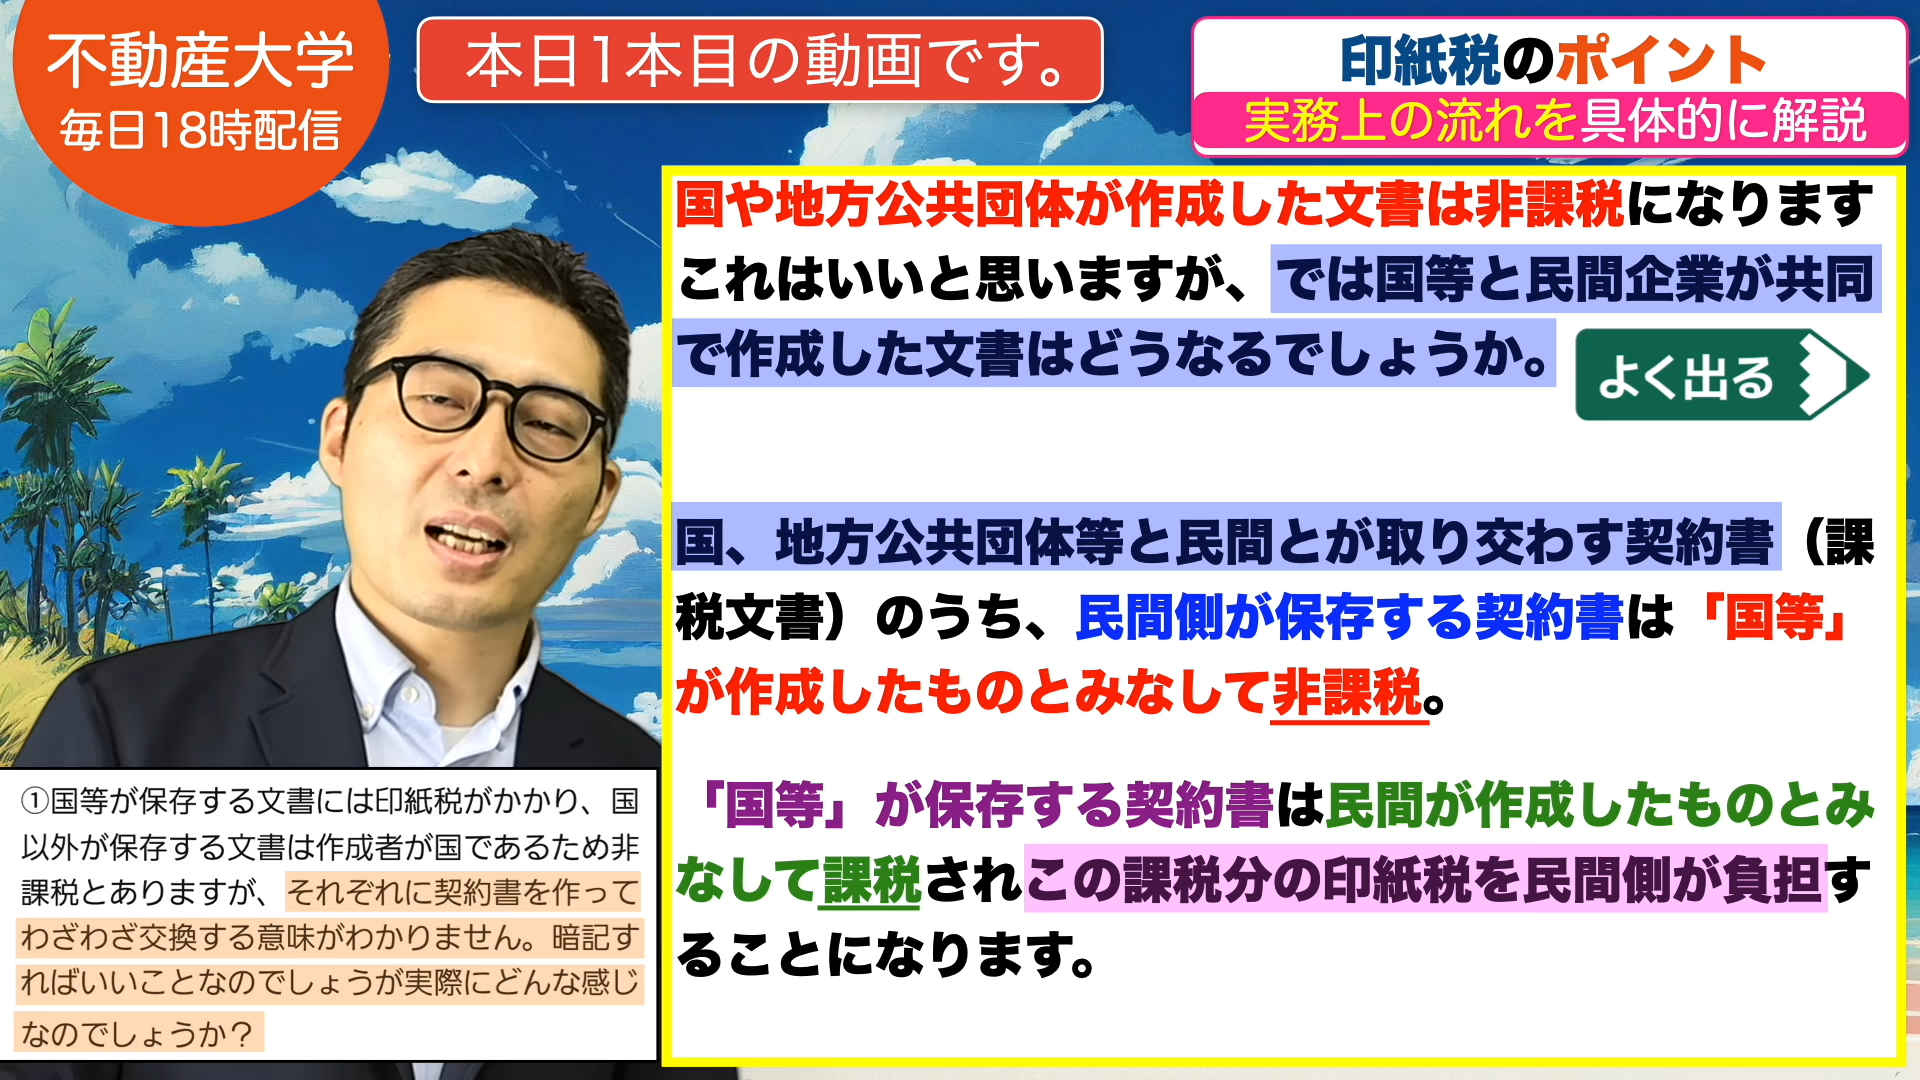 不動産大学
毎日18時配信
本日1本目の動画です。
印紙税のポイント
実務上の流れを具体的に解説
国や地方公共団体が作成した文書は非課税になります
これはいいと思いますが、では国等と民間企業が共同
で作成した文書はどうなるでしょうか。
よく出る
国、地方公共団体等と民間とが取り交わす契約書（課
税文書）のうち、民間側が保存する契約書は「国等」
が作成したものとみなして非課税。
「国等」が保存する契約書は民間が作成したものとみ
なして課税されこの課税分の印紙税を民間側が負担す
ることになります。
①国等が保存する文書には印紙税がかかり、国
以外が保存する文書は作成者が国であるため非
課税とありますが、それぞれに契約書を作って
わざわざ交換する意味がわかりません。暗記す
ればいいことなのでしょうが実際にどんな感じ
なのでしょうか？